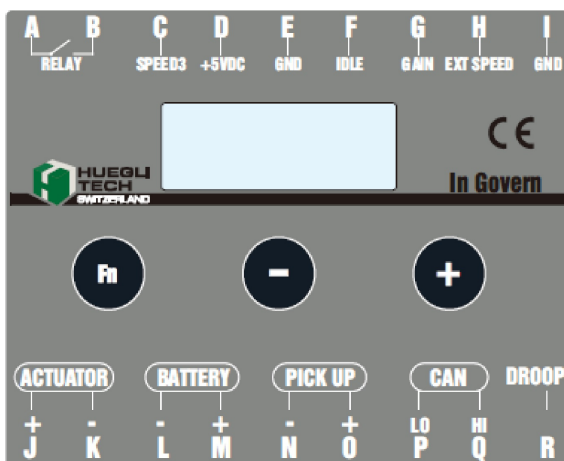 A B C D E F G H I
RELAY SPEED3 +5VDC GND IDLE GAIN EXT SPEED GND
CE
HUEGLI
TECH
SWITZERLAND
In Govern
Fn - +
ACTUATOR BATTERY PICK UP CAN DROOP
+ - - + - + LO HI
J K L M N O P Q R